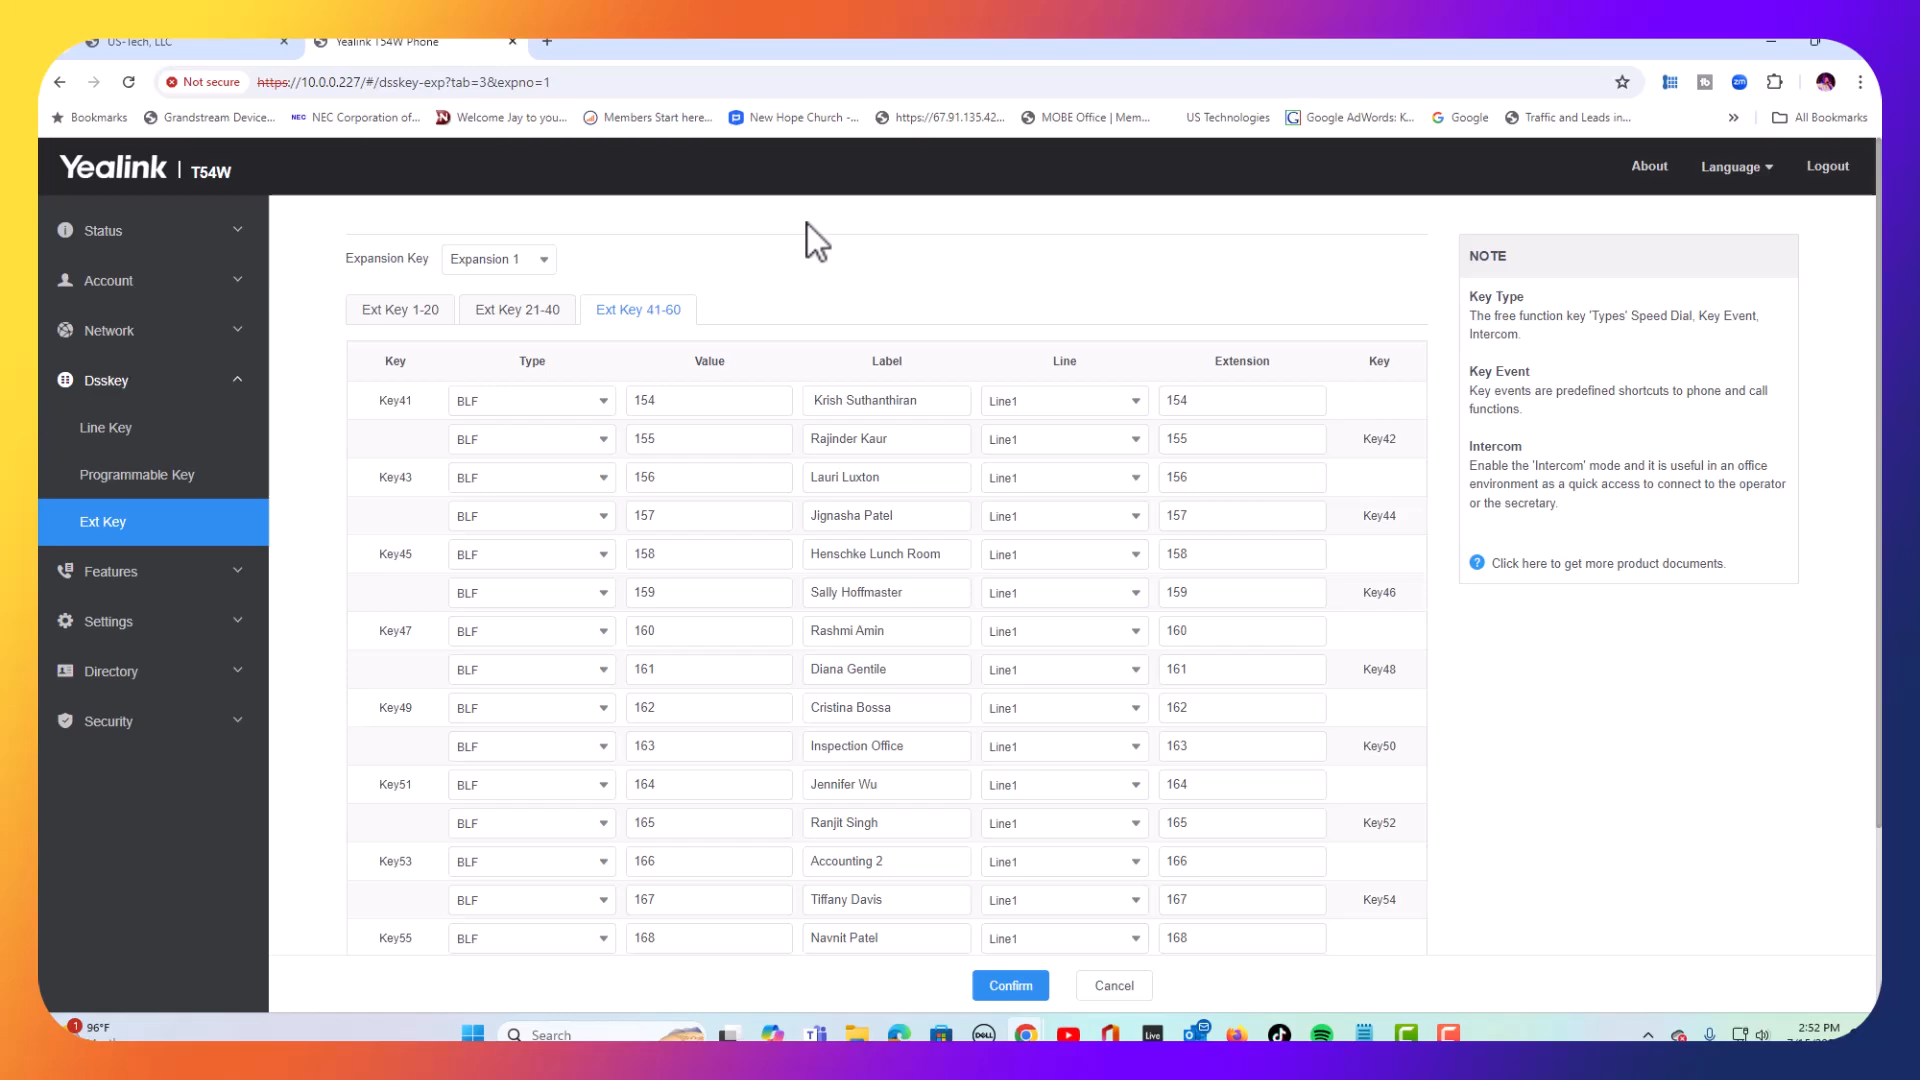 US-Tech, LLC
Yealink T54W Phone
Not secure
https://10.0.0.227/#/dsskey-exp?tab=3&expno=1
Bookmarks
Grandstream Device...
NEC NEC Corporation of...
Welcome Jay to you...
Members Start here...
New Hope Church -...
https://67.91.135.42...
MOBE Office | Mem...
US Technologies
Google AdWords: K...
Google
Traffic and Leads in...
All Bookmarks
Yealink | T54W
About
Language
Logout
Status
Account
Network
Dsskey
Line Key
Programmable Key
Ext Key
Features
Settings
Directory
Security
Expansion Key Expansion 1
Ext Key 1-20 Ext Key 21-40 Ext Key 41-60
Key Type Value Label Line Extension Key
Key41 BLF 154 Krish Suthanthiran Line1 154
BLF 155 Rajinder Kaur Line1 155 Key42
Key43 BLF 156 Lauri Luxton Line1 156
BLF 157 Jignasha Patel Line1 157 Key44
Key45 BLF 158 Henschke Lunch Room Line1 158
BLF 159 Sally Hoffmaster Line1 159 Key46
Key47 BLF 160 Rashmi Amin Line1 160
BLF 161 Diana Gentile Line1 161 Key48
Key49 BLF 162 Cristina Bossa Line1 162
BLF 163 Inspection Office Line1 163 Key50
Key51 BLF 164 Jennifer Wu Line1 164
BLF 165 Ranjit Singh Line1 165 Key52
Key53 BLF 166 Accounting 2 Line1 166
BLF 167 Tiffany Davis Line1 167 Key54
Key55 BLF 168 Navnit Patel Line1 168
Confirm Cancel
NOTE
Key Type
The free function key 'Types' Speed Dial, Key Event,
Intercom.
Key Event
Key events are predefined shortcuts to phone and call
functions.
Intercom
Enable the 'Intercom' mode and it is useful in an office
environment as a quick access to connect to the operator
or the secretary.
Click here to get more product documents.
1 96°F
Search
DELL
Live
2:52 PM